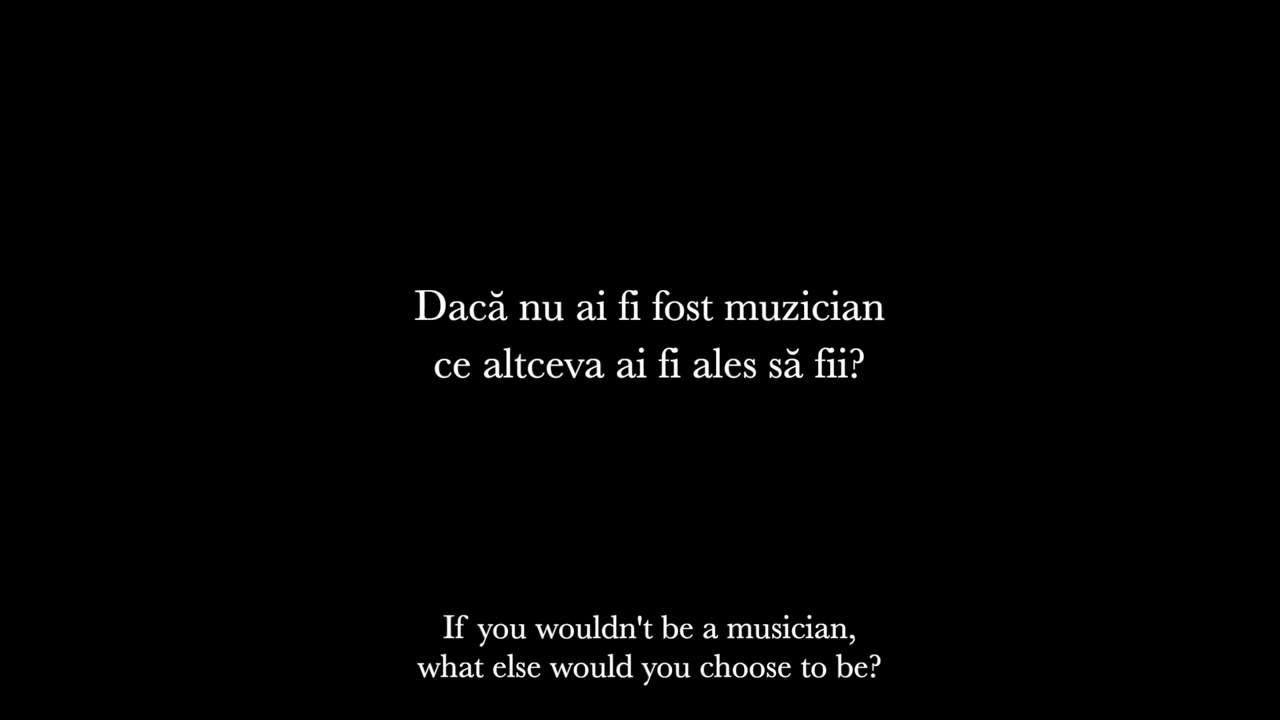 Dacă nu ai fi fost muzician
ce altceva ai fi ales să fii?
If you wouldn't be a musician,
what else would you choose to be?